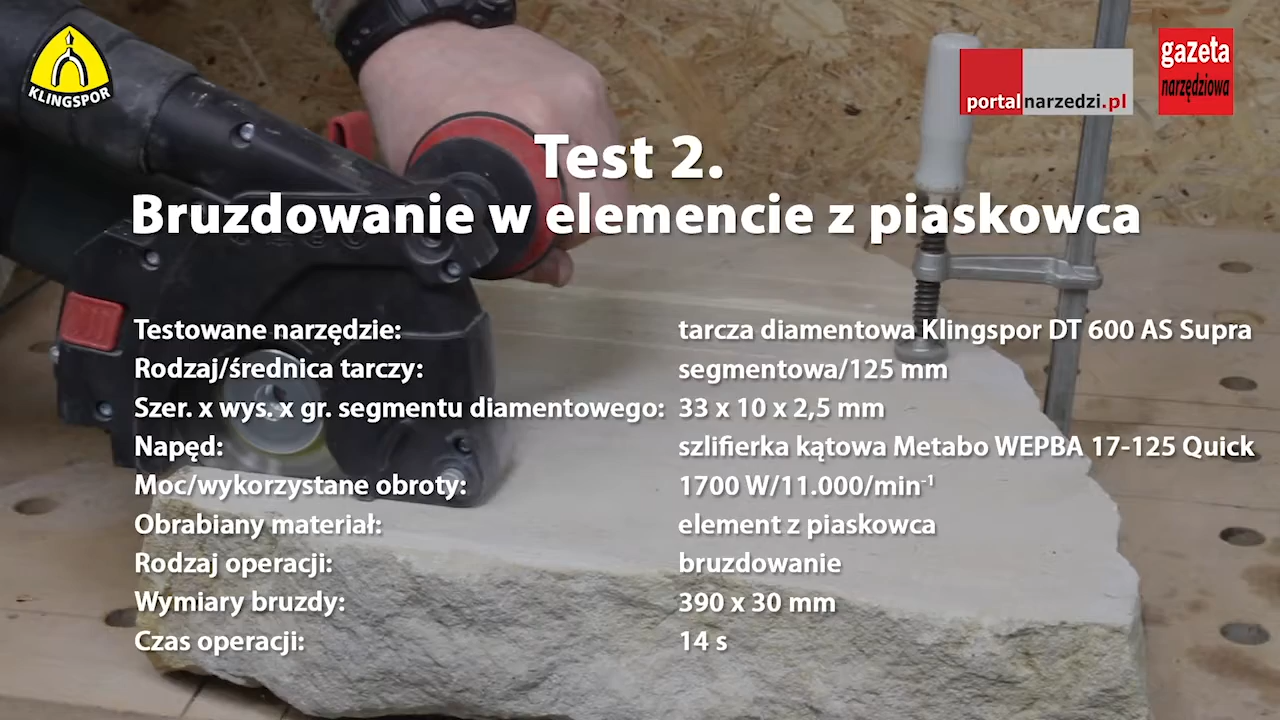 KLINGSPOR
portalnarzedzi.pl
gazeta
narzędziowa
Test 2.
Bruzdowanie w elemencie z piaskowca
Testowane narzędzie: tarcza diamentowa Klingspor DT 600 AS Supra
Rodzaj/średnica tarczy: segmentowa/125 mm
Szer. x wys. x gr. segmentu diamentowego: 33 x 10 x 2,5 mm
Napęd: szlifierka kątowa Metabo WEPBA 17-125 Quick
Moc/wykorzystane obroty: 1700 W/11.000/min⁻¹
Obrabiany materiał: element z piaskowca
Rodzaj operacji: bruzdowanie
Wymiary bruzdy: 390 x 30 mm
Czas operacji: 14 s